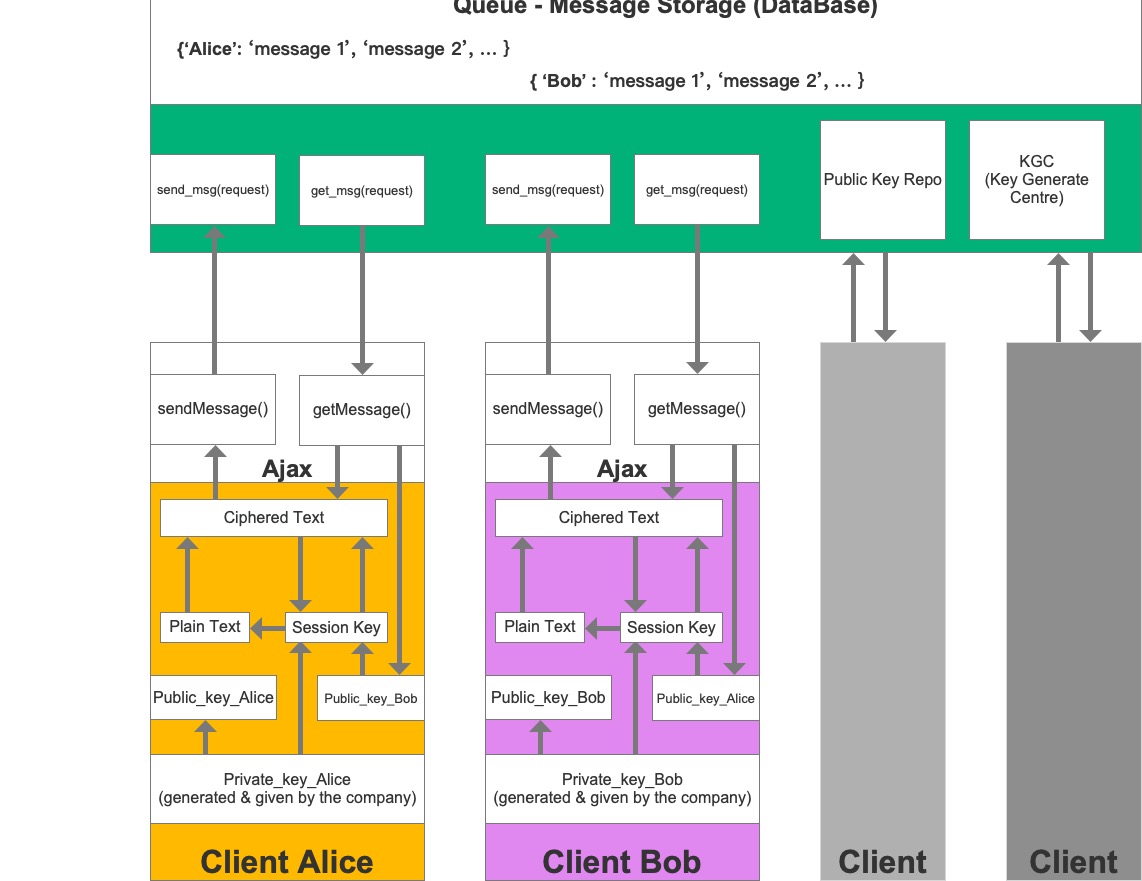 Queue - Message Storage (DataBase)
{‘Alice’: ‘message 1’, ‘message 2’, ... }
{ ‘Bob’ : ‘message 1’, ‘message 2’, ... }
send_msg(request)
get_msg(request)
send_msg(request)
get_msg(request)
Public Key Repo
KGC
(Key Generate
Centre)
sendMessage()
getMessage()
sendMessage()
getMessage()
Ajax
Ajax
Ciphered Text
Ciphered Text
Plain Text
Session Key
Plain Text
Session Key
Public_key_Alice
Public_key_Bob
Public_key_Bob
Public_key_Alice
Private_key_Alice
(generated & given by the company)
Private_key_Bob
(generated & given by the company)
Client Alice
Client Bob
Client
Client